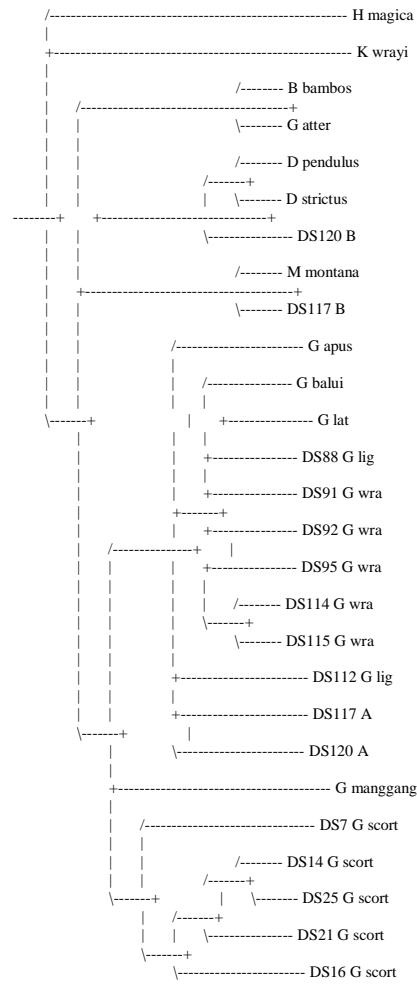 H magica
K wrayi
B bambos
G atter
D pendulus
D strictus
DS120 B
M montana
DS117 B
G apus
G balui
G lat
DS88 G lig
DS91 G wra
DS92 G wra
DS95 G wra
DS114 G wra
DS115 G wra
DS112 G lig
DS117 A
DS120 A
G manggang
DS7 G scort
DS14 G scort
DS25 G scort
DS21 G scort
DS16 G scort